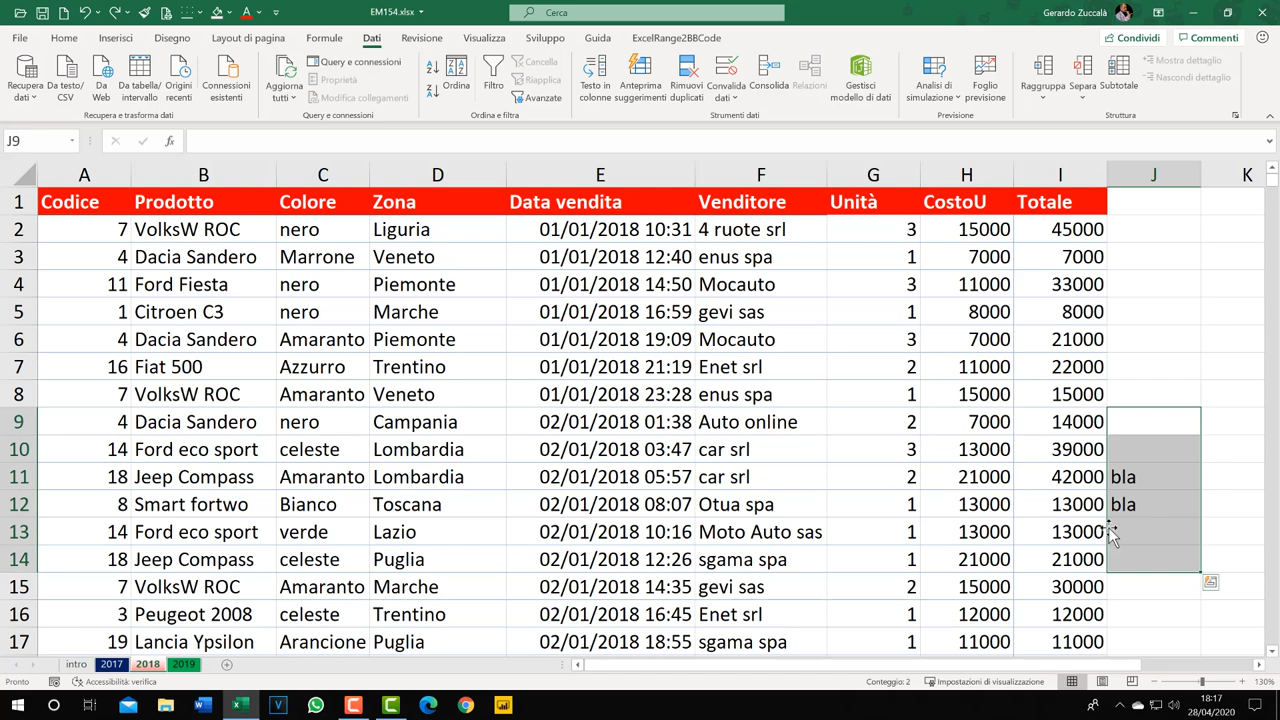 EM154.xlsx
Cerca
Gerardo Zuccalà
File Home Inserisci Disegno Layout di pagina Formule Dati Revisione Visualizza Sviluppo Guida ExcelRange2BBCode
Condividi Commenti
Recupera dati
Da testo/ CSV
Da Web
Da tabella/ intervallo
Origini recenti
Connessioni esistenti
Recupera e trasforma dati
Aggiorna tutti
Query e connessioni
Proprietà
Modifica collegamenti
Query e connessioni
Ordina
Filtro
Cancella
Riapplica
Avanzate
Ordina e filtra
Testo in colonne
Anteprima suggerimenti
Rimuovi duplicati
Convalida dati
Consolida
Relazioni
Gestisci modello di dati
Strumenti dati
Analisi di simulazione
Foglio previsione
Previsione
Raggruppa
Separa
Subtotale
Mostra dettaglio
Nascondi dettaglio
Struttura
J9
fx
A B C D E F G H I J K
1 Codice Prodotto Colore Zona Data vendita Venditore Unità CostoU Totale
2 7 VolksW ROC nero Liguria 01/01/2018 10:31 4 ruote srl 3 15000 45000
3 4 Dacia Sandero Marrone Veneto 01/01/2018 12:40 enus spa 1 7000 7000
4 11 Ford Fiesta nero Piemonte 01/01/2018 14:50 Mocauto 3 11000 33000
5 1 Citroen C3 nero Marche 01/01/2018 16:59 gevi sas 1 8000 8000
6 4 Dacia Sandero Amaranto Piemonte 01/01/2018 19:09 Mocauto 3 7000 21000
7 16 Fiat 500 Azzurro Trentino 01/01/2018 21:19 Enet srl 2 11000 22000
8 7 VolksW ROC Amaranto Veneto 01/01/2018 23:28 enus spa 1 15000 15000
9 4 Dacia Sandero nero Campania 02/01/2018 01:38 Auto online 2 7000 14000
10 14 Ford eco sport celeste Lombardia 02/01/2018 03:47 car srl 3 13000 39000
11 18 Jeep Compass Amaranto Lombardia 02/01/2018 05:57 car srl 2 21000 42000 bla
12 8 Smart fortwo Bianco Toscana 02/01/2018 08:07 Otua spa 1 13000 13000 bla
13 14 Ford eco sport verde Lazio 02/01/2018 10:16 Moto Auto sas 1 13000 13000
14 18 Jeep Compass celeste Puglia 02/01/2018 12:26 sgama spa 1 21000 21000
15 7 VolksW ROC Amaranto Marche 02/01/2018 14:35 gevi sas 2 15000 30000
16 3 Peugeot 2008 celeste Trentino 02/01/2018 16:45 Enet srl 1 12000 12000
17 19 Lancia Ypsilon Arancione Puglia 02/01/2018 18:55 sgama spa 1 11000 11000
intro 2017 2018 2019
Pronto Accessibilità: verifica Conteggio: 2 Impostazioni di visualizzazione 130%
18:17
28/04/2020